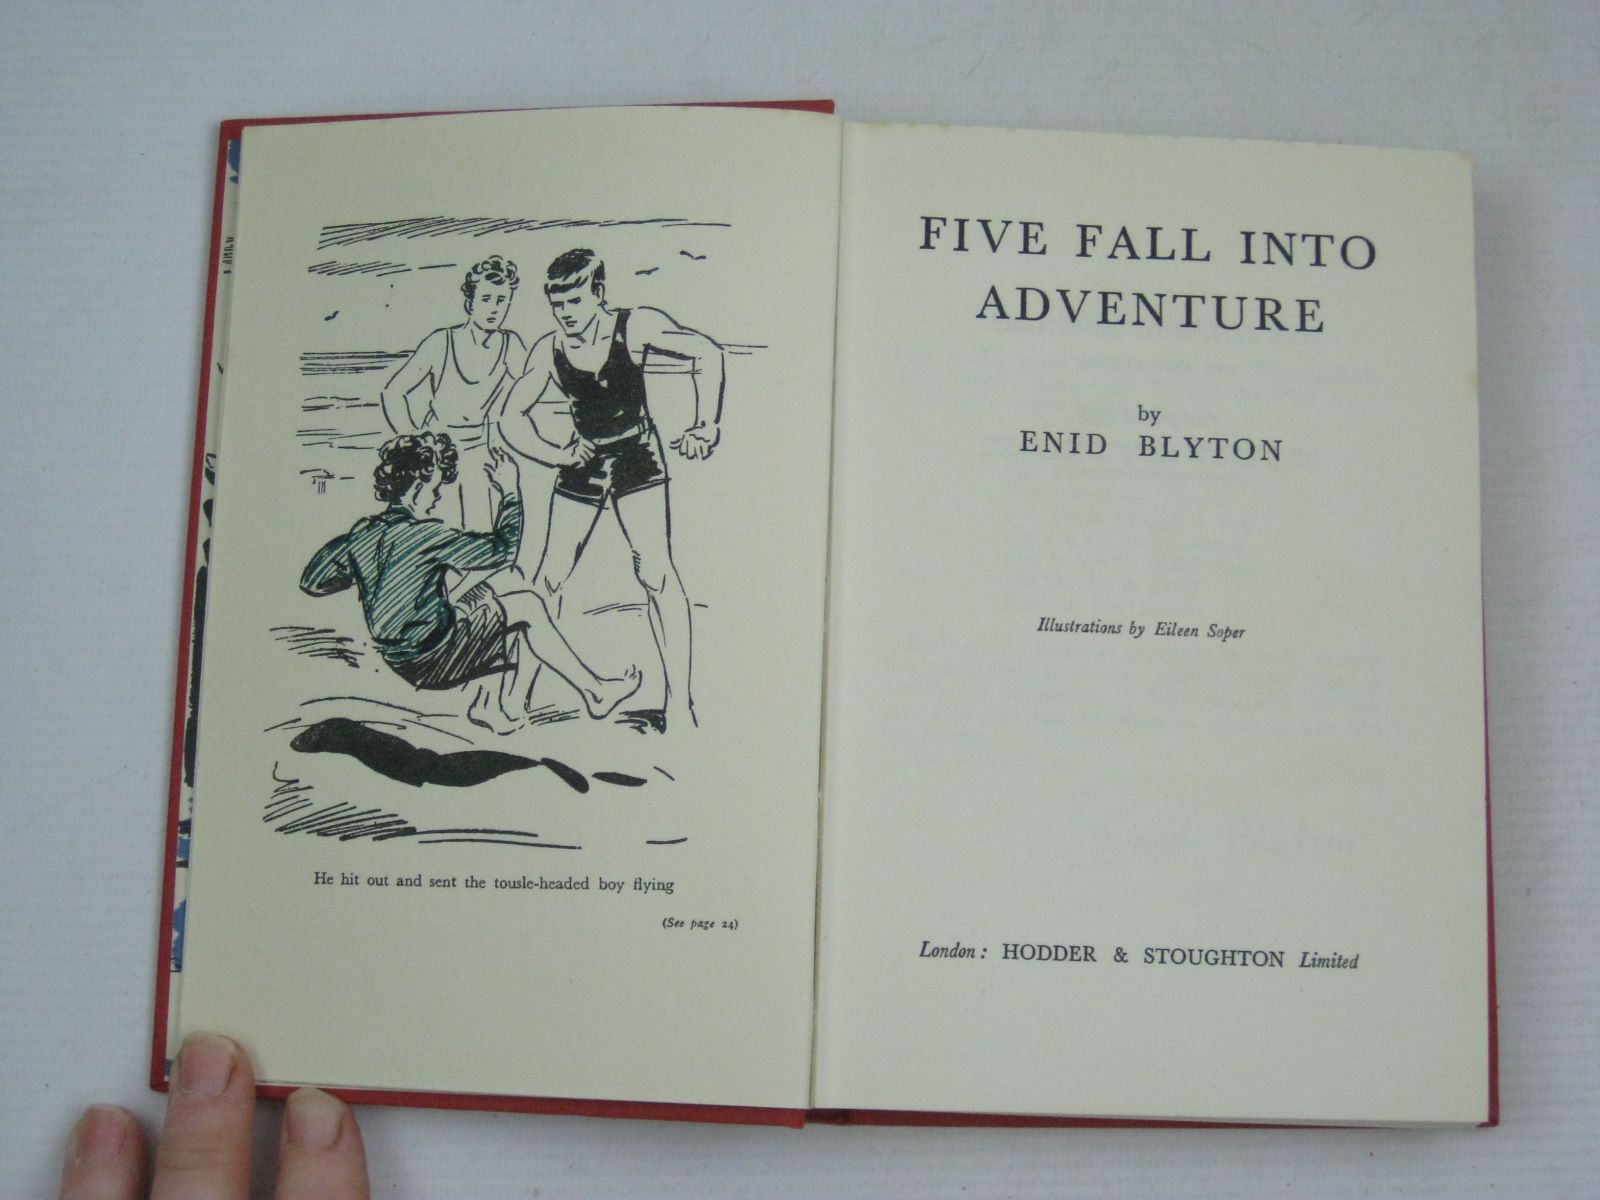 He hit out and sent the tousle-headed boy flying
(See page 24)
FIVE FALL INTO
ADVENTURE
by
ENID BLYTON
Illustrations by Eileen Soper
London: HODDER & STOUGHTON Limited